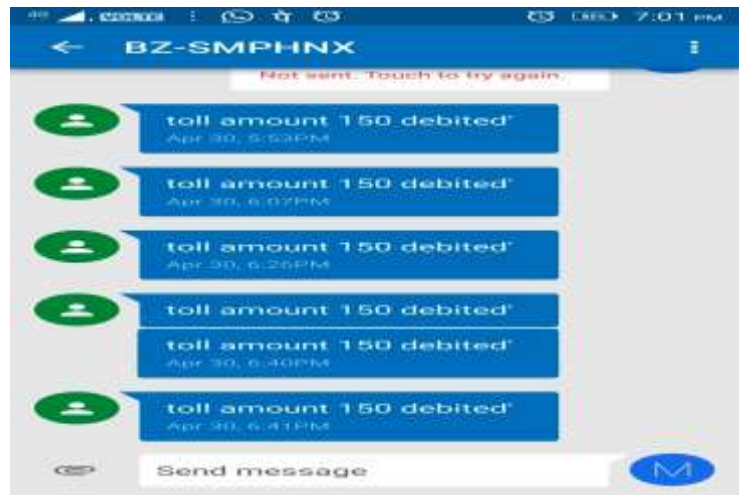 7:01 PM
BZ-SMPHNX
Not sent. Touch to try again.
toll amount 150 debited'
Apr 30, 5:53PM
toll amount 150 debited'
Apr 30, 6:07PM
toll amount 150 debited'
Apr 30, 6:26PM
toll amount 150 debited'
toll amount 150 debited'
Apr 30, 6:40PM
toll amount 150 debited'
Apr 30, 6:41PM
Send message
M